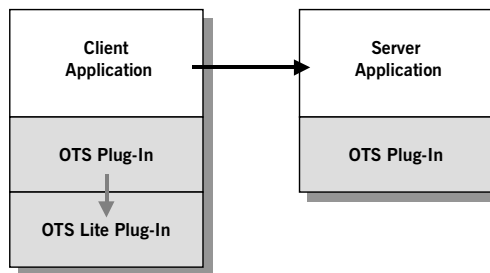 Client
Application
Server
Application
OTS Plug-In
OTS Plug-In
OTS Lite Plug-In